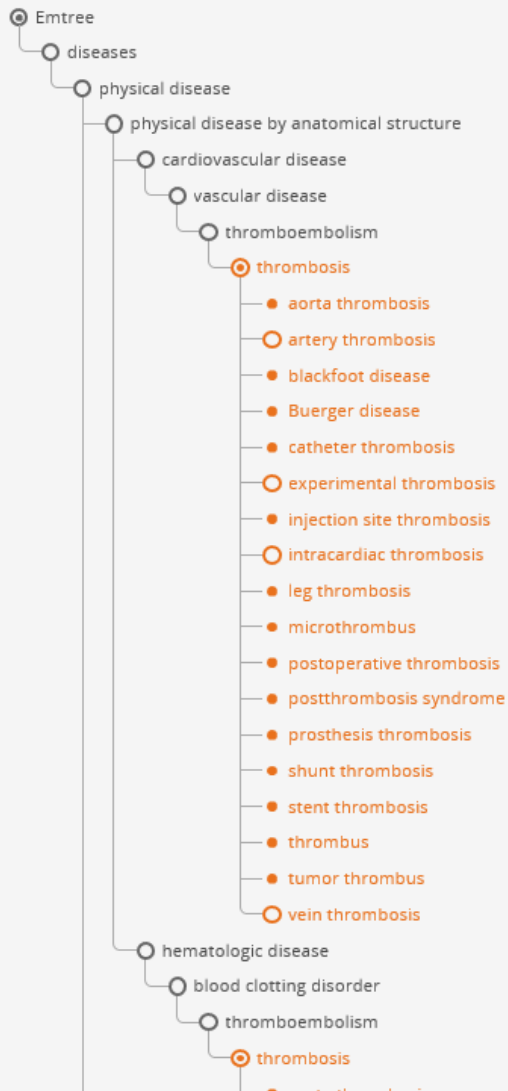 Emtree
diseases
physical disease
physical disease by anatomical structure
cardiovascular disease
vascular disease
thromboembolism
thrombosis
aorta thrombosis
artery thrombosis
blackfoot disease
Buerger disease
catheter thrombosis
experimental thrombosis
injection site thrombosis
intracardiac thrombosis
leg thrombosis
microthrombus
postoperative thrombosis
postthrombosis syndrome
prosthesis thrombosis
shunt thrombosis
stent thrombosis
thrombus
tumor thrombus
vein thrombosis
hematologic disease
blood clotting disorder
thromboembolism
thrombosis